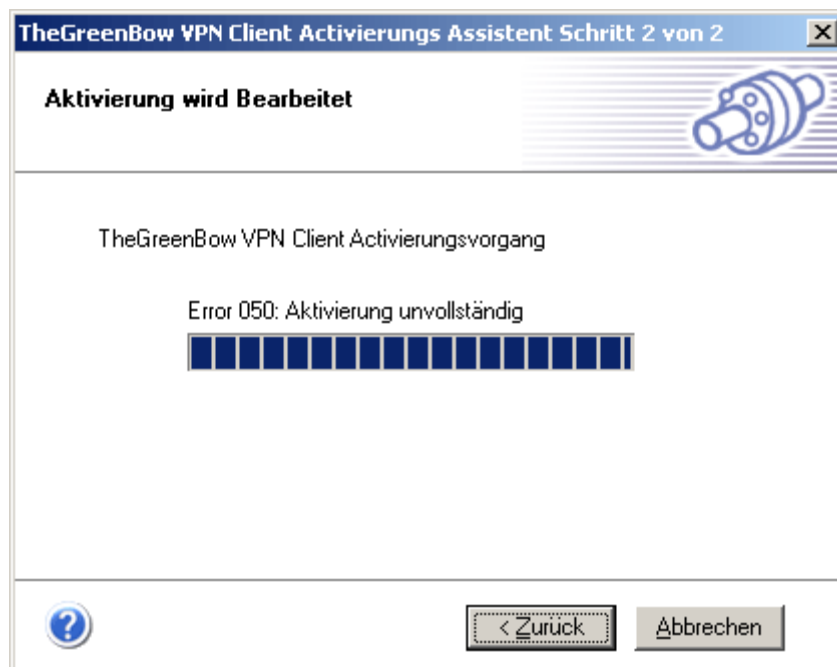 TheGreenBow VPN Client Activierungs Assistent Schritt 2 von 2
Aktivierung wird Bearbeitet
TheGreenBow VPN Client Activierungsvorgang
Error 050: Aktivierung unvollständig
?
< Zurück
Abbrechen